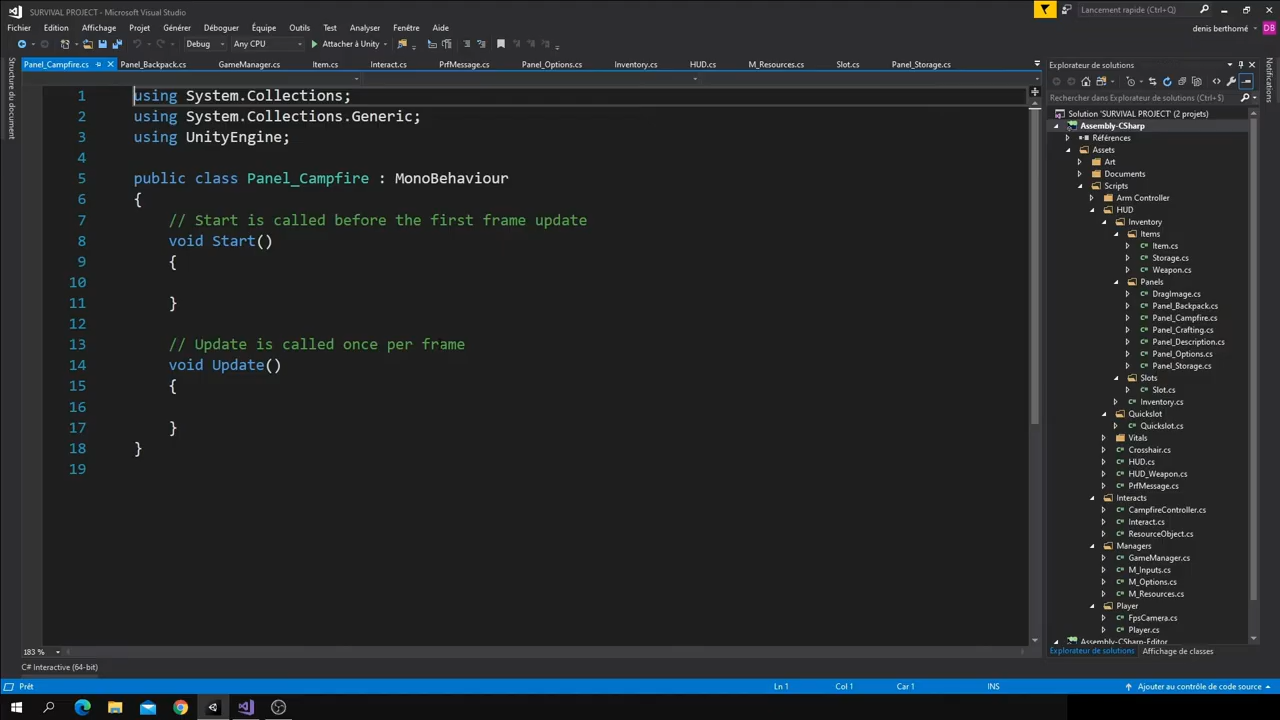 SURVIVAL PROJECT - Microsoft Visual Studio
Lancement rapide (Ctrl+Q)
Fichier Edition Affichage Projet Générer Déboguer Équipe Outils Test Analyser Fenêtre Aide
denis berthomé DB
Debug Any CPU Attacher à Unity
Structure du document
Panel_Campfire.cs Panel_Backpack.cs GameManager.cs Item.cs Interact.cs PrfMessage.cs Panel_Options.cs Inventory.cs HUD.cs M_Resources.cs Slot.cs Panel_Storage.cs
1 using System.Collections;
2 using System.Collections.Generic;
3 using UnityEngine;
4
5 public class Panel_Campfire : MonoBehaviour
6 {
7 // Start is called before the first frame update
8 void Start()
9 {
10
11 }
12
13 // Update is called once per frame
14 void Update()
15 {
16
17 }
18 }
19
183 %
C# Interactive (64-bit)
Explorateur de solutions
Rechercher dans Explorateur de solutions (Ctrl+$)
Solution 'SURVIVAL PROJECT' (2 projets)
Assembly-CSharp
Références
Assets
Art
Documents
Scripts
Arm Controller
HUD
Inventory
Items
Item.cs
Storage.cs
Weapon.cs
Panels
DragImage.cs
Panel_Backpack.cs
Panel_Campfire.cs
Panel_Crafting.cs
Panel_Description.cs
Panel_Options.cs
Panel_Storage.cs
Slots
Slot.cs
Inventory.cs
Quickslot
Quickslot.cs
Vitals
Crosshair.cs
HUD.cs
HUD_Weapon.cs
PrfMessage.cs
Interacts
CampfireController.cs
Interact.cs
ResourceObject.cs
Managers
GameManager.cs
M_Inputs.cs
M_Options.cs
M_Resources.cs
Player
FpsCamera.cs
Player.cs
Assembly-CSharp-Editor
Explorateur de solutions Affichage de classes
Notifications
Prêt Ln 1 Col 1 Car 1 INS Ajouter au contrôle de code source